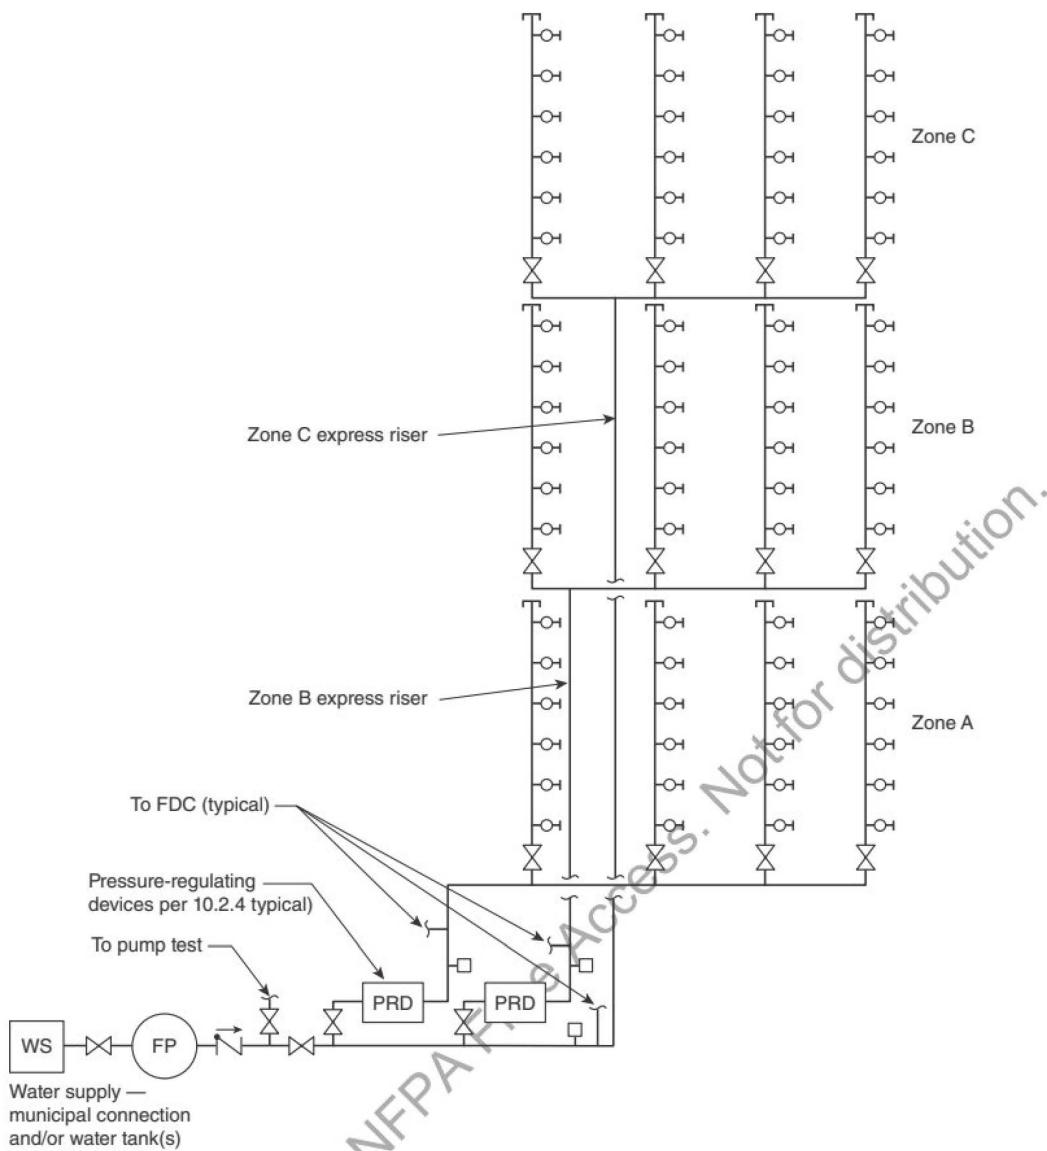 Zone C
Zone C express riser
Zone B
Zone B express riser
Zone A
To FDC (typical)
Pressure-regulating
devices per 10.2.4 typical)
To pump test
PRD
PRD
WS
FP
Water supply —
municipal connection
and/or water tank(s)
NFPA Free Access. Not for distribution.